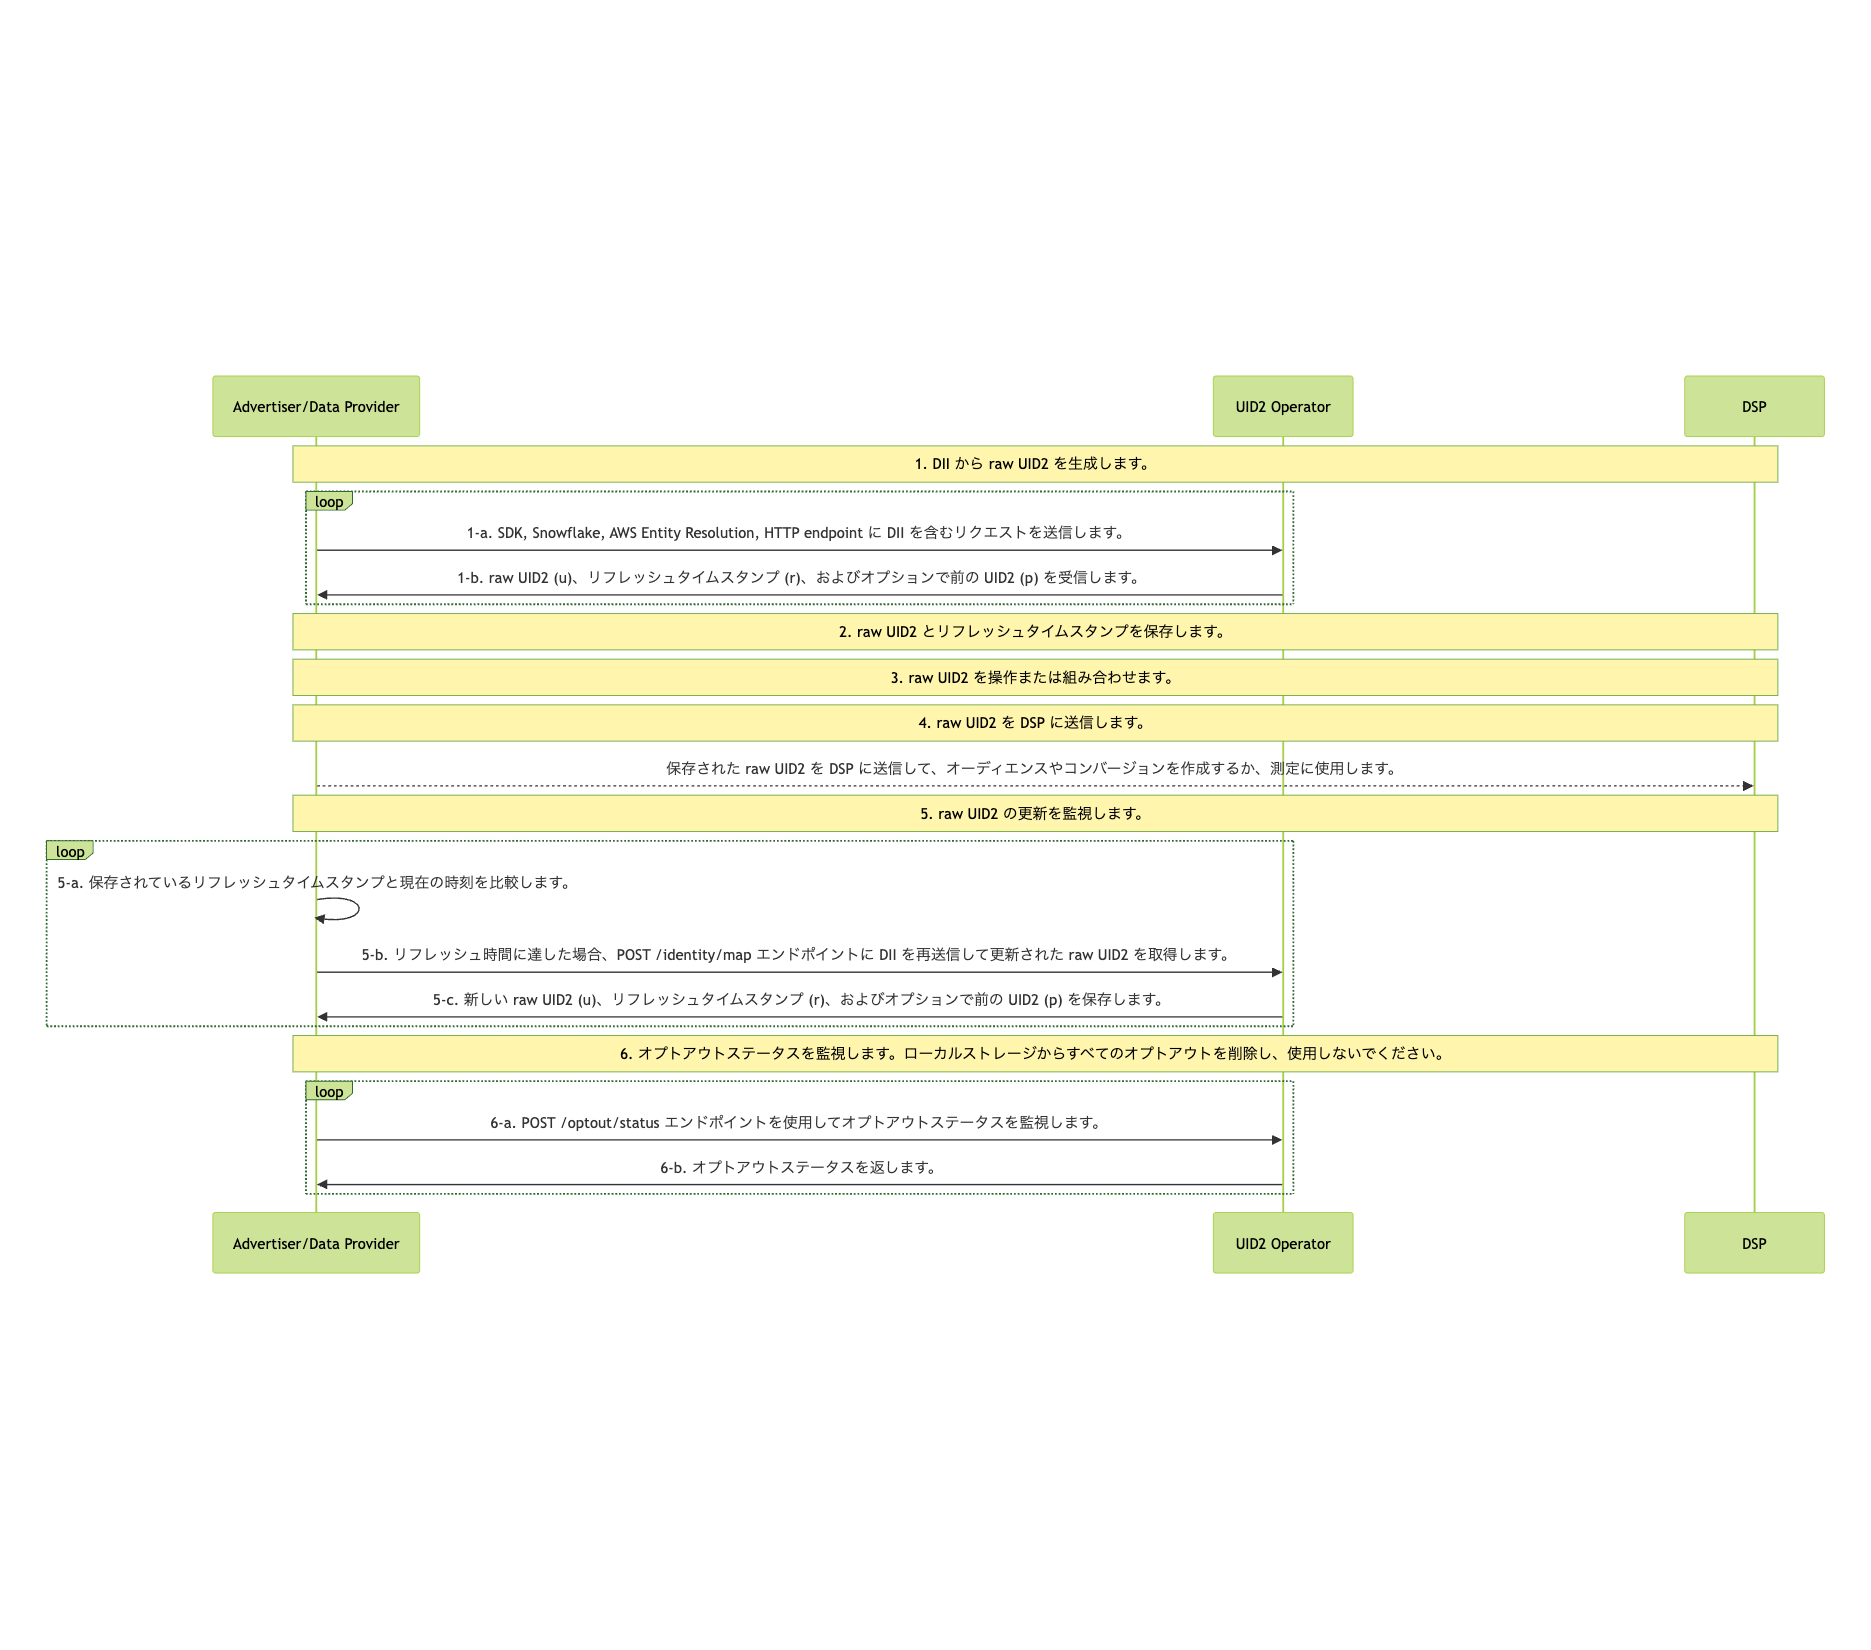 Advertiser/Data Provider
UID2 Operator
DSP
1. DII から raw UID2 を生成します。
loop
1-a. SDK, Snowflake, AWS Entity Resolution, HTTP endpoint に DII を含むリクエストを送信します。
1-b. raw UID2 (u)、リフレッシュタイムスタンプ (r)、およびオプションで前の UID2 (p) を受信します。
2. raw UID2 とリフレッシュタイムスタンプを保存します。
3. raw UID2 を操作または組み合わせます。
4. raw UID2 を DSP に送信します。
保存された raw UID2 を DSP に送信して、オーディエンスやコンバージョンを作成するか、測定に使用します。
5. raw UID2 の更新を監視します。
loop
5-a. 保存されているリフレッシュタイムスタンプと現在の時刻を比較します。
5-b. リフレッシュ時間に達した場合、POST /identity/map エンドポイントに DII を再送信して更新された raw UID2 を取得します。
5-c. 新しい raw UID2 (u)、リフレッシュタイムスタンプ (r)、およびオプションで前の UID2 (p) を保存します。
6. オプトアウトステータスを監視します。ローカルストレージからすべてのオプトアウトを削除し、使用しないでください。
loop
6-a. POST /optout/status エンドポイントを使用してオプトアウトステータスを監視します。
6-b. オプトアウトステータスを返します。
Advertiser/Data Provider
UID2 Operator
DSP